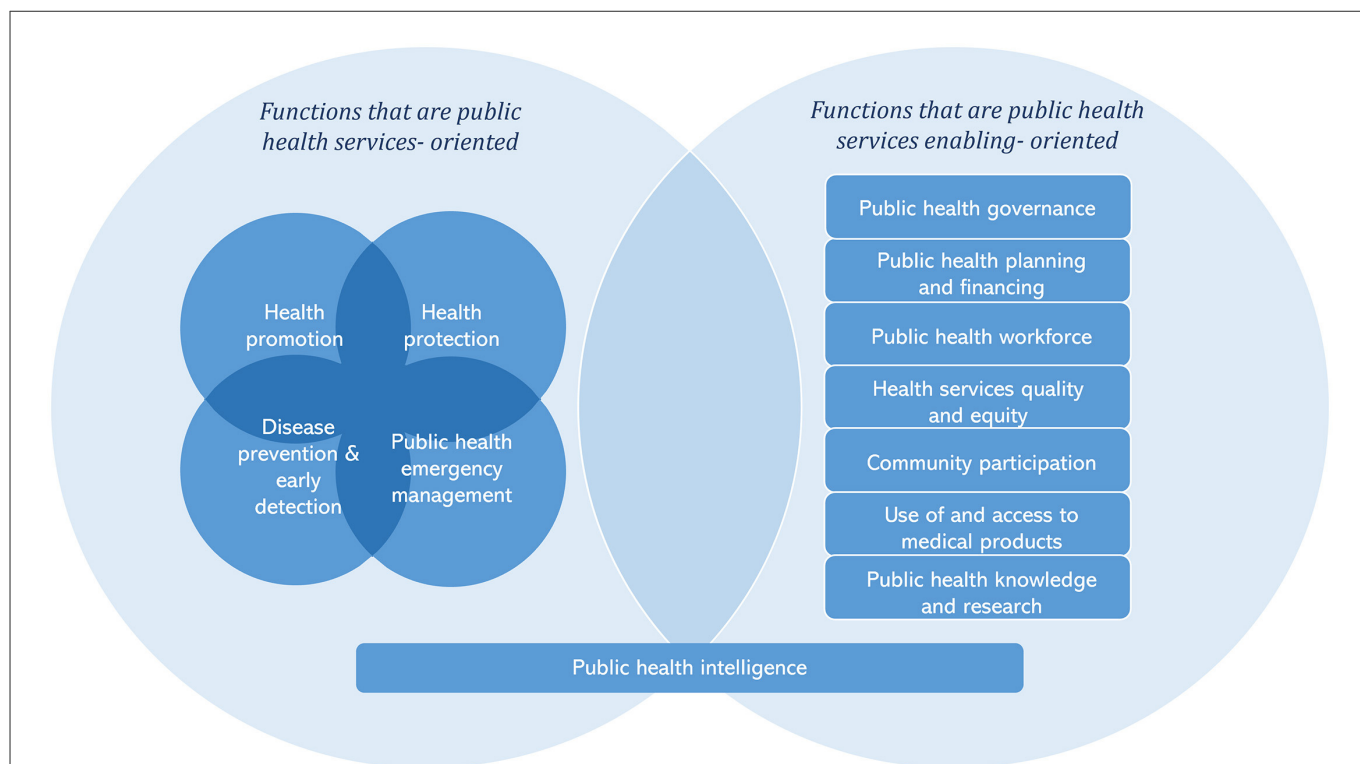 Functions that are public
health services- oriented
Functions that are public health
services enabling- oriented
Health
promotion
Health
protection
Disease
prevention &
early
detection
Public health
emergency
management
Public health governance
Public health planning
and financing
Public health workforce
Health services quality
and equity
Community participation
Use of and access to
medical products
Public health knowledge
and research
Public health intelligence